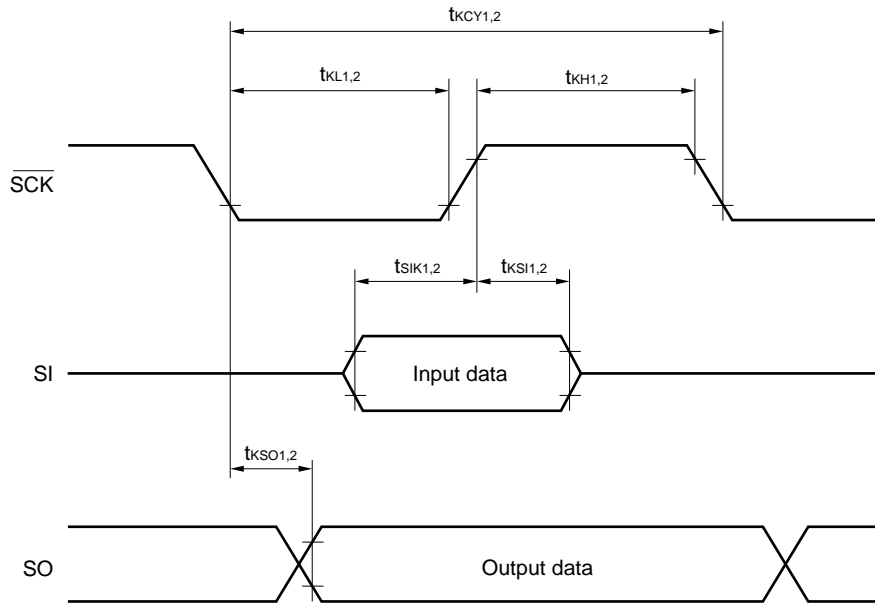 tKCY1,2
tKL1,2
tKH1,2
SCK
tSIK1,2
tKSI1,2
SI
Input data
tKSO1,2
SO
Output data